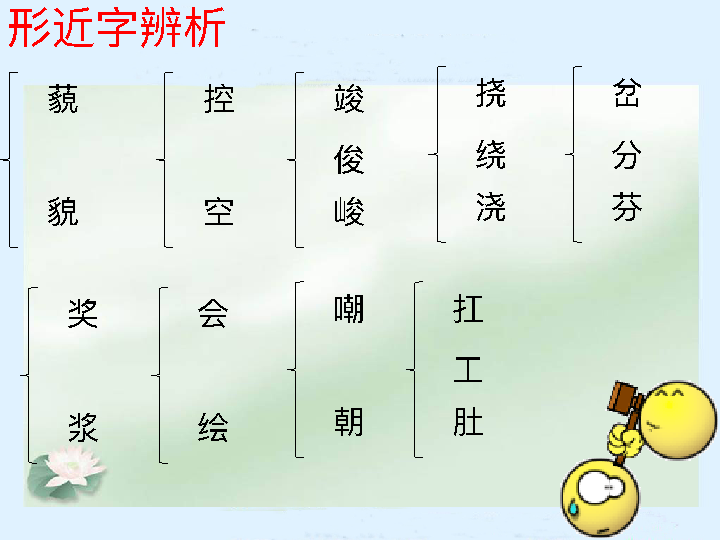 形近字辨析
藐 控 竣 挠 岔
俊 绕 分
貌 空 峻 浇 芬
奖 会 嘲 扛
工
浆 绘 朝 肚